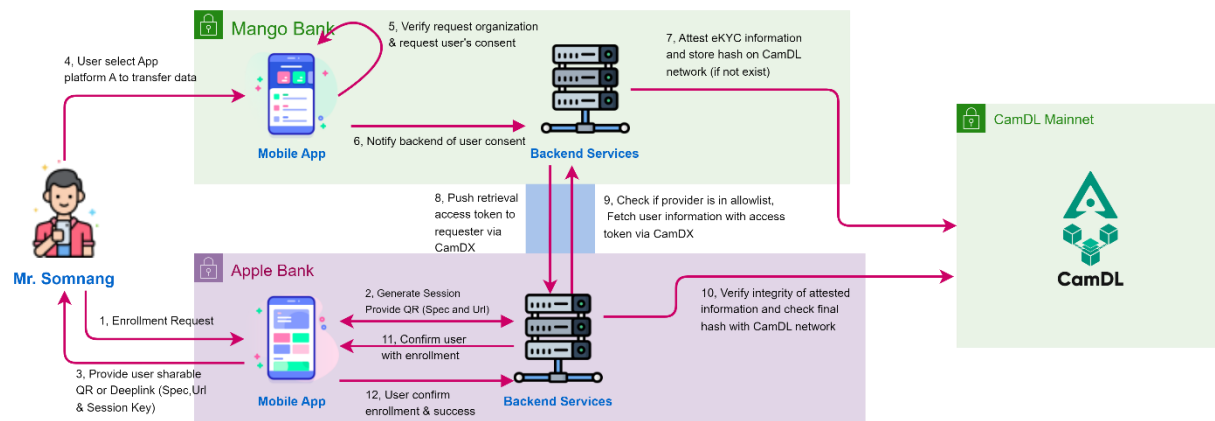 Mango Bank
5, Verify request organization
& request user's consent
7, Attest eKYC information
and store hash on CamDL
network (if not exist)
4, User select App
platform A to transfer data
6, Notify backend of user consent
Mobile App
Backend Services
CamDL Mainnet
CamDL
Mr. Somnang
8, Push retrieval
access token to
requester via
CamDX
9, Check if provider is in allowlist,
Fetch user information with access
token via CamDX
Apple Bank
1, Enrollment Request
2, Generate Session
Provide QR (Spec and Url)
10, Verify integrity of attested
information and check final
hash with CamDL network
11, Confirm user
with enrollment
3, Provide user sharable
QR or Deeplink (Spec,Url
& Session Key)
12, User confirm
enrollment & success
Mobile App
Backend Services